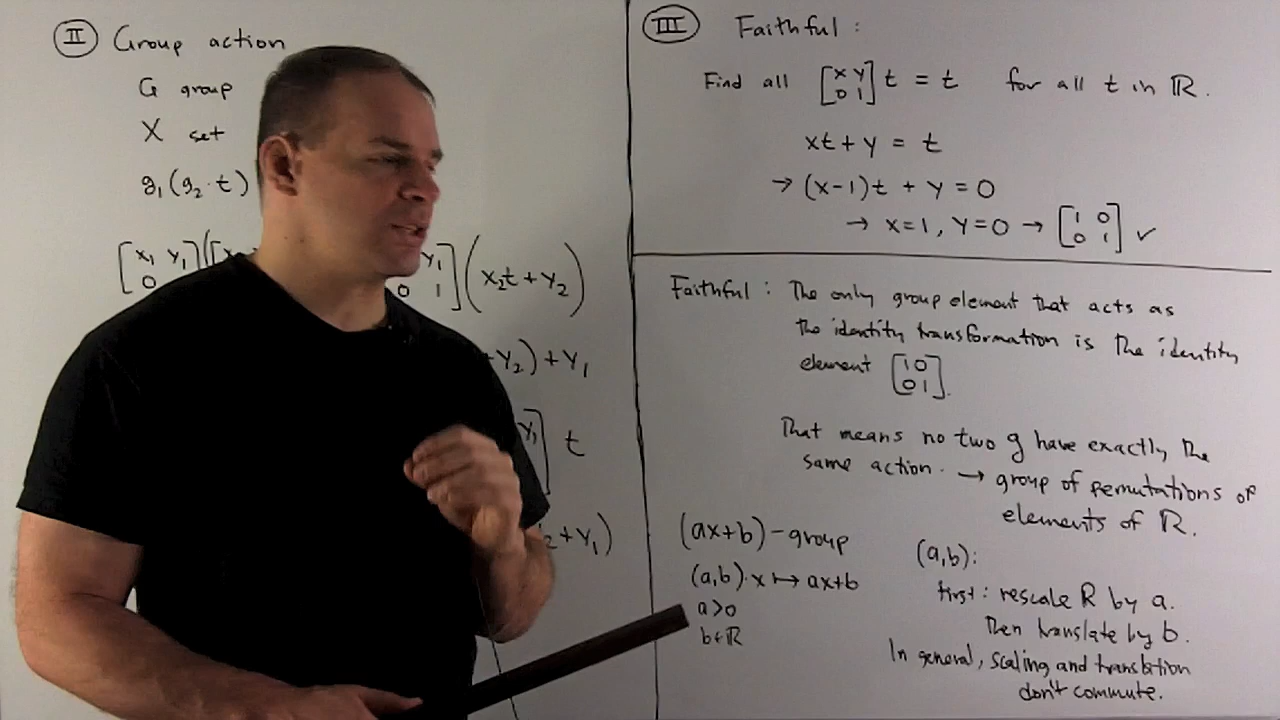 II Group action
G group
X set
g₁(g₂·t)
[x₁ y₁
0
y₁
0 1](x₂t+y₂)
y₂)+y₁
y₁] t
₂+y₁)
III Faithful:
Find all [x y
0 1] t = t for all t in ℝ.
xt+y = t
→ (x-1)t + y = 0
→ x=1, y=0 → [1 0
0 1] ✓
Faithful: The only group element that acts as
the identity transformation is the identity
element [1 0
0 1].
That means no two g have exactly the
same action. → group of permutations of
elements of ℝ.
(ax+b)-group
(a,b)·x ↦ ax+b
a>0
b∈ℝ
(a,b):
first: rescale ℝ by a.
Then translate by b.
In general, scaling and translation
don't commute.